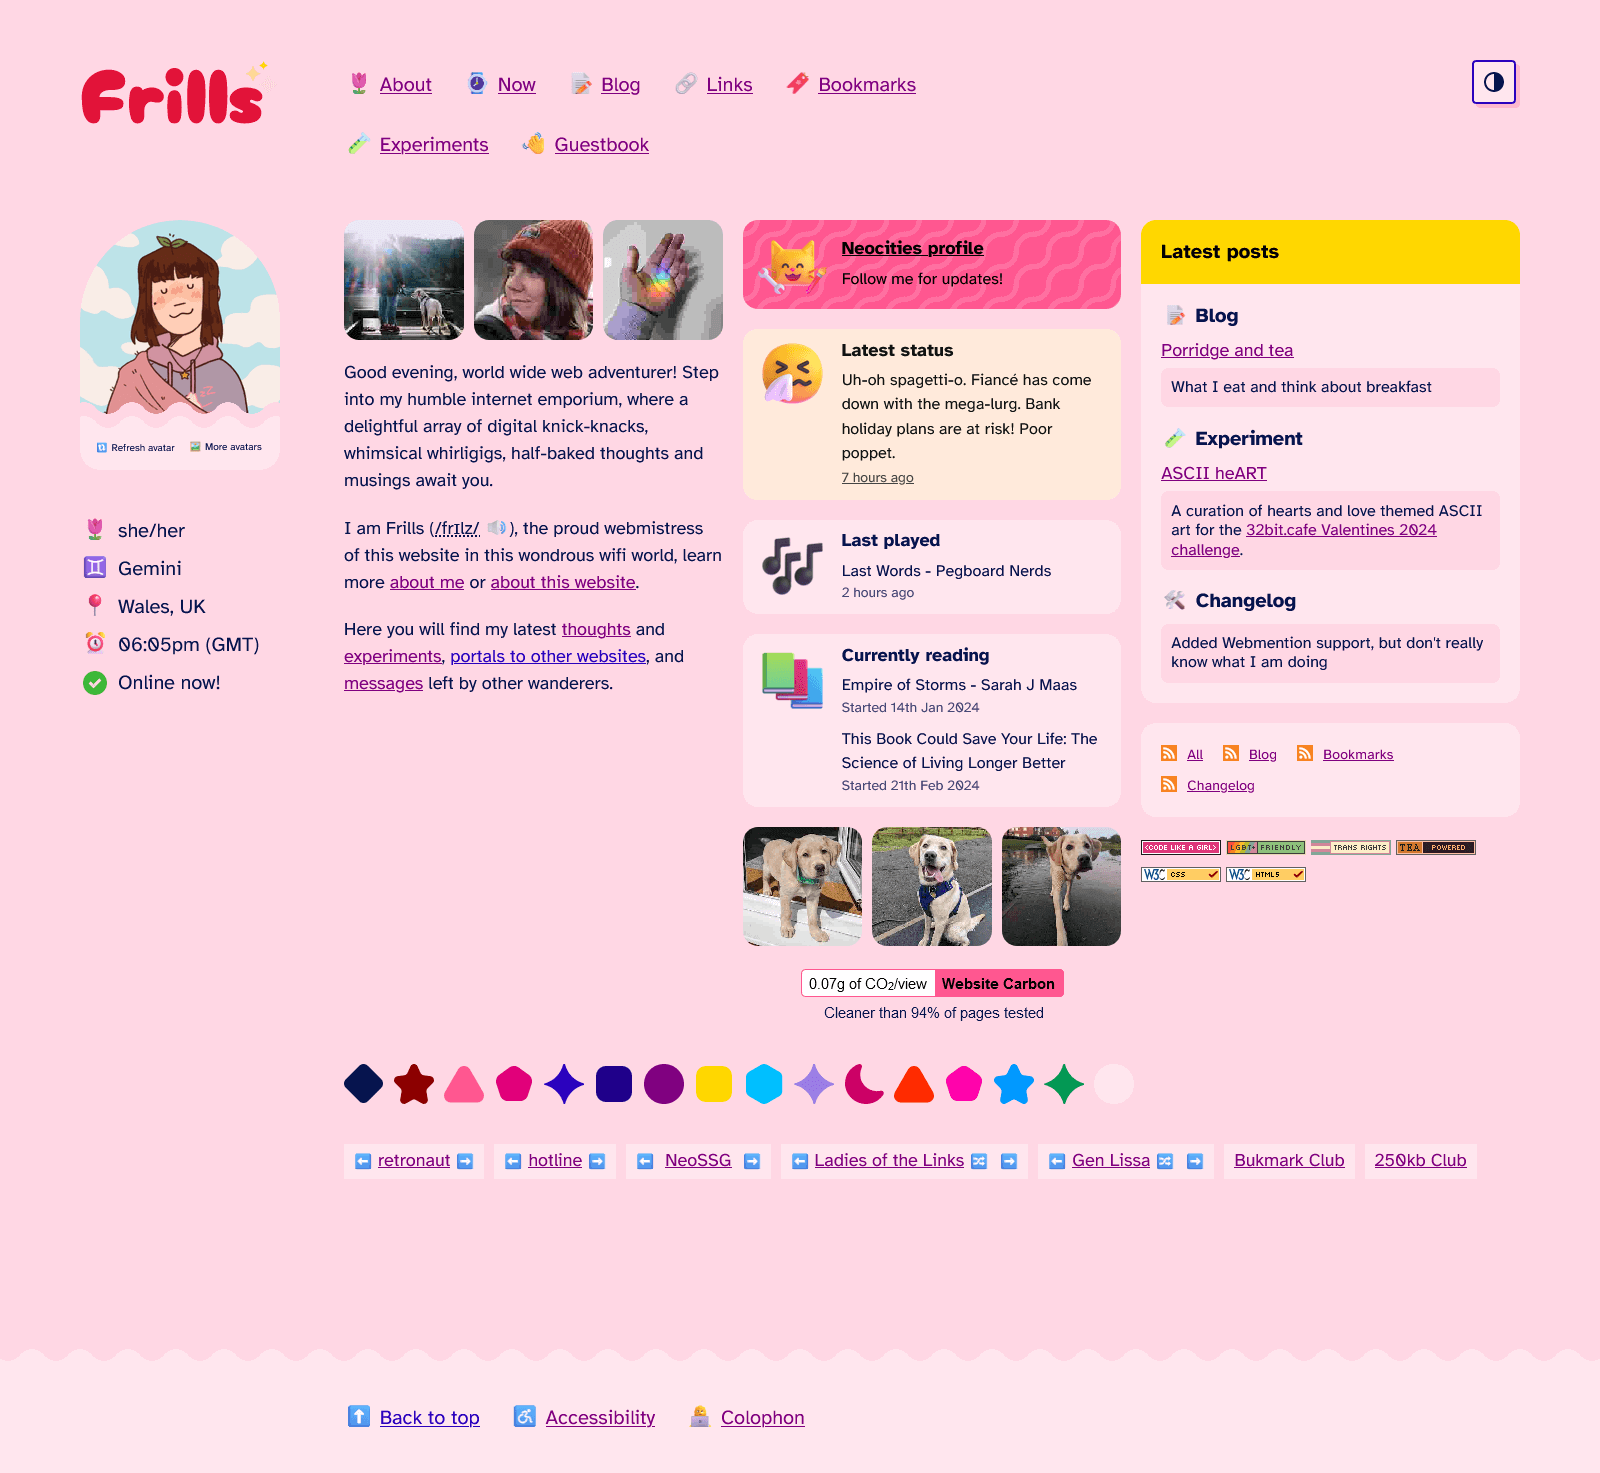 Frills
About
Now
Blog
Links
Bookmarks
Experiments
Guestbook
Refresh avatar
More avatars
she/her
Gemini
Wales, UK
06:05pm (GMT)
Online now!
Good evening, world wide web adventurer! Step
into my humble internet emporium, where a
delightful array of digital knick-knacks,
whimsical whirligigs, half-baked thoughts and
musings await you.
I am Frills (/frɪlz/ ), the proud webmistress
of this website in this wondrous wifi world, learn
more about me or about this website.
Here you will find my latest thoughts and
experiments, portals to other websites, and
messages left by other wanderers.
Neocities profile
Follow me for updates!
Latest status
Uh-oh spagetti-o. Fiancé has come
down with the mega-lurg. Bank
holiday plans are at risk! Poor
poppet.
7 hours ago
Last played
Last Words - Pegboard Nerds
2 hours ago
Currently reading
Empire of Storms - Sarah J Maas
Started 14th Jan 2024
This Book Could Save Your Life: The
Science of Living Longer Better
Started 21th Feb 2024
0.07g of CO₂/view
Website Carbon
Cleaner than 94% of pages tested
Latest posts
Blog
Porridge and tea
What I eat and think about breakfast
Experiment
ASCII heART
A curation of hearts and love themed ASCII
art for the 32bit.cafe Valentines 2024
challenge.
Changelog
Added Webmention support, but don't really
know what I am doing
All
Blog
Bookmarks
Changelog
<CODE LIKE A GIRL>
LGBT+ FRIENDLY
TRANS RIGHTS
TEA POWERED
W3C CSS
W3C HTML5
retronaut
hotline
NeoSSG
Ladies of the Links
Gen Lissa
Bukmark Club
250kb Club
Back to top
Accessibility
Colophon